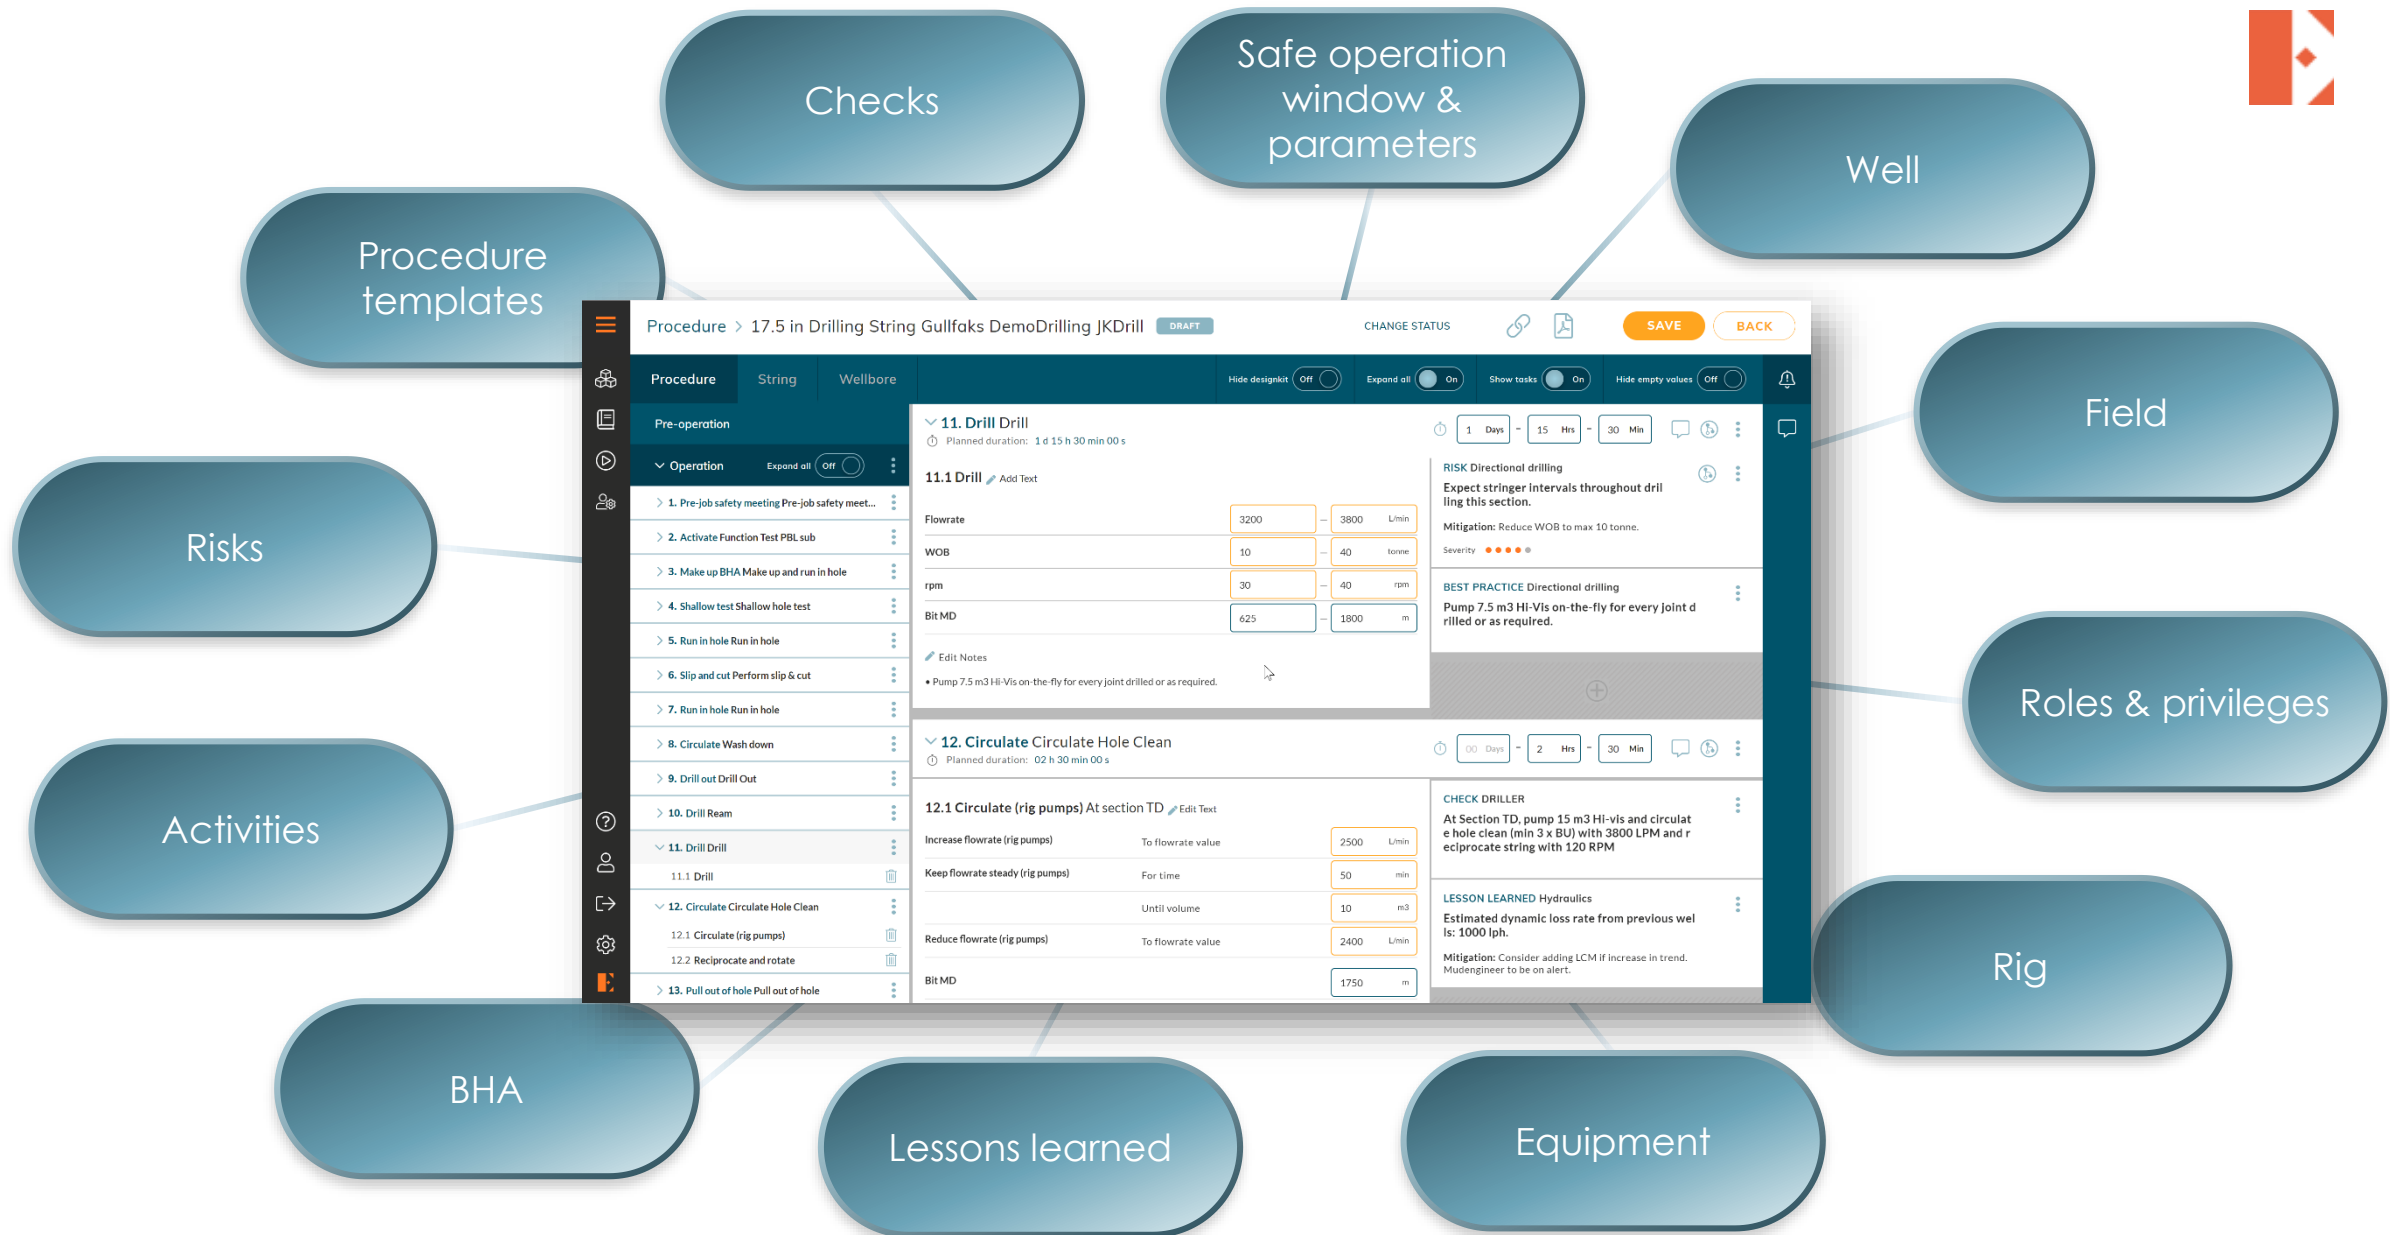 Checks
Safe operation
window &
parameters
Well
Procedure
templates
Field
Risks
Roles & privileges
Activities
Rig
BHA
Lessons learned
Equipment
Procedure > 17.5 in Drilling String Gullfaks DemoDrilling JKDrill DRAFT
CHANGE STATUS
SAVE
BACK
Procedure
String
Wellbore
Hide designkit Off
Expand all On
Show tasks On
Hide empty values Off
Pre-operation
Operation
Expand all Off
1. Pre-job safety meeting Pre-job safety meet...
2. Activate Function Test PBL sub
3. Make up BHA Make up and run in hole
4. Shallow test Shallow hole test
5. Run in hole Run in hole
6. Slip and cut Perform slip & cut
7. Run in hole Run in hole
8. Circulate Wash down
9. Drill out Drill Out
10. Drill Ream
11. Drill Drill
11.1 Drill
12. Circulate Circulate Hole Clean
12.1 Circulate (rig pumps)
12.2 Reciprocate and rotate
13. Pull out of hole Pull out of hole
11. Drill Drill
Planned duration: 1 d 15 h 30 min 00 s
1 Days - 15 Hrs - 30 Min
11.1 Drill Add Text
Flowrate 3200 – 3800 L/min
WOB 10 – 40 tonne
rpm 30 – 40 rpm
Bit MD 625 – 1800 m
Edit Notes
• Pump 7.5 m3 Hi-Vis on-the-fly for every joint drilled or as required.
RISK Directional drilling
Expect stringer intervals throughout dril
ling this section.
Mitigation: Reduce WOB to max 10 tonne.
Severity
BEST PRACTICE Directional drilling
Pump 7.5 m3 Hi-Vis on-the-fly for every joint d
rilled or as required.
12. Circulate Circulate Hole Clean
Planned duration: 02 h 30 min 00 s
00 Days - 2 Hrs - 30 Min
12.1 Circulate (rig pumps) At section TD Edit Text
Increase flowrate (rig pumps) To flowrate value 2500 L/min
Keep flowrate steady (rig pumps) For time 50 min
Until volume 10 m3
Reduce flowrate (rig pumps) To flowrate value 2400 L/min
Bit MD 1750 m
CHECK DRILLER
At Section TD, pump 15 m3 Hi-vis and circulat
e hole clean (min 3 x BU) with 3800 LPM and r
eciprocate string with 120 RPM
LESSON LEARNED Hydraulics
Estimated dynamic loss rate from previous wel
ls: 1000 lph.
Mitigation: Consider adding LCM if increase in trend.
Mudengineer to be on alert.